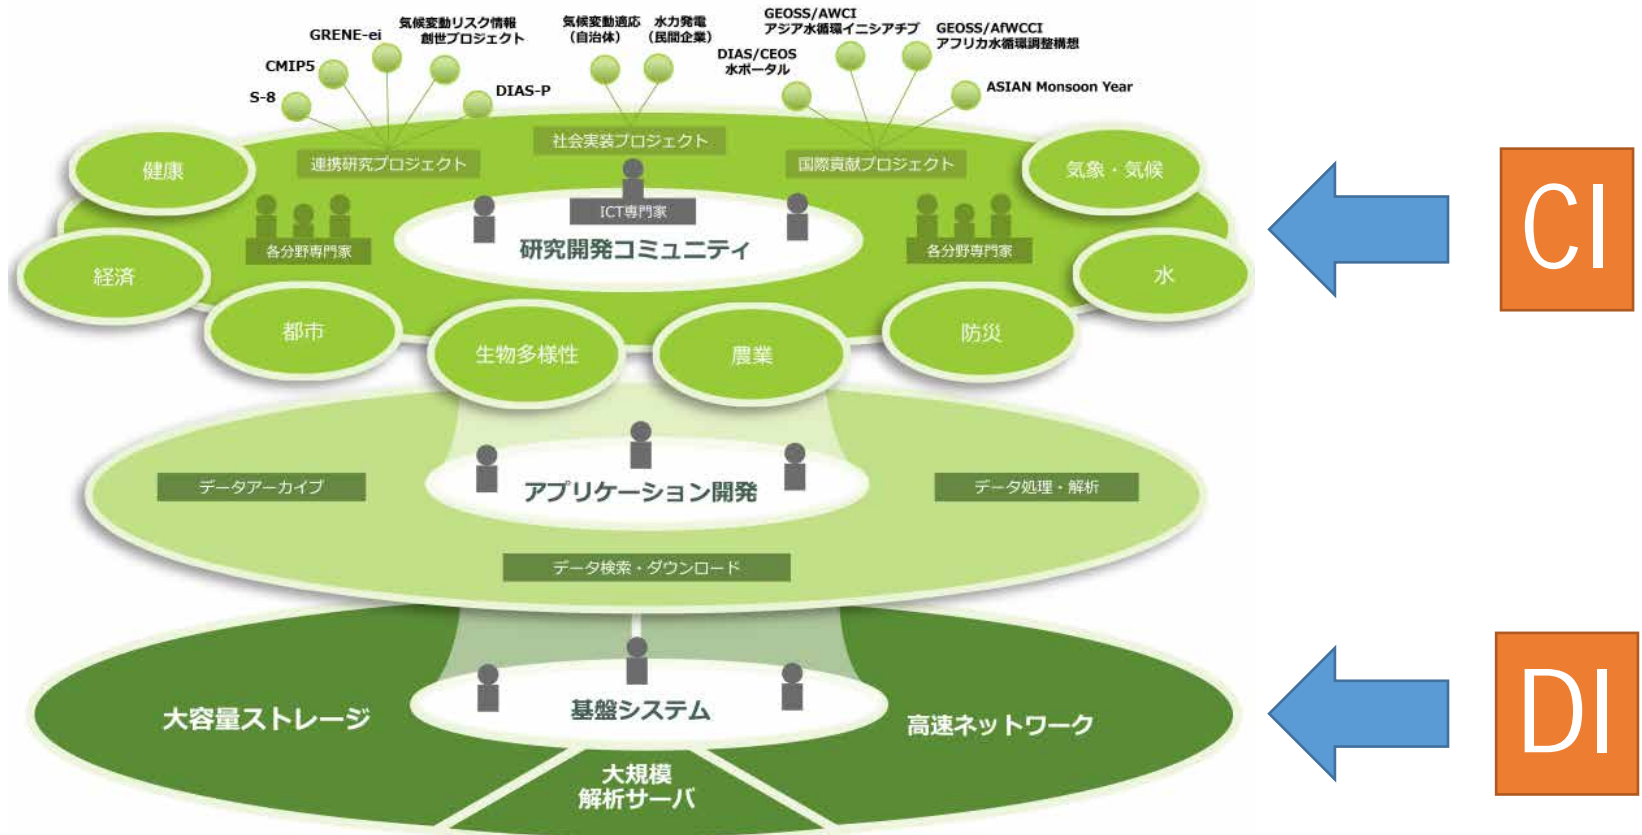 GEOSS/AWCI
アジア水循環イニシアチブ
GEOSS/AfWCCI
アフリカ水循環調整構想
気候変動リスク情報
創世プロジェクト
気候変動適応
（自治体）
水力発電
（民間企業）
GRENE-ei
DIAS/CEOS
水ポータル
CMIP5
S-8
DIAS-P
ASIAN Monsoon Year
社会実装プロジェクト
連携研究プロジェクト
国際貢献プロジェクト
健康
気象・気候
ICT専門家
各分野専門家
研究開発コミュニティ
各分野専門家
CI
経済
水
都市
生物多様性
農業
防災
データアーカイブ
アプリケーション開発
データ処理・解析
データ検索・ダウンロード
大容量ストレージ
基盤システム
高速ネットワーク
DI
大規模
解析サーバ